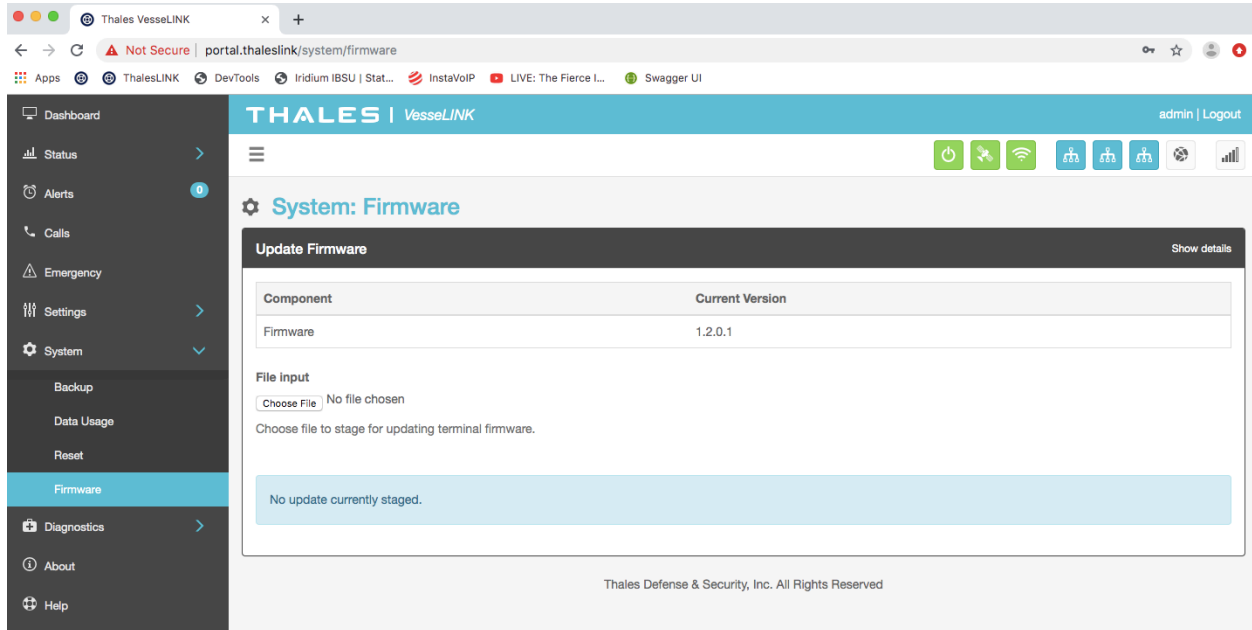 Thales VesseLINK
Not Secure | portal.thaleslink/system/firmware
Apps ThalesLINK DevTools Iridium IBSU | Stat... InstaVoIP LIVE: The Fierce I... Swagger UI
Dashboard
Status
Alerts 0
Calls
Emergency
Settings
System
Backup
Data Usage
Reset
Firmware
Diagnostics
About
Help
THALES | VesseLINK admin | Logout
System: Firmware
Update Firmware Show details
Component Current Version
Firmware 1.2.0.1
File input
Choose File No file chosen
Choose file to stage for updating terminal firmware.
No update currently staged.
Thales Defense & Security, Inc. All Rights Reserved